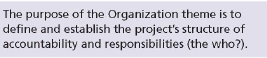 The purpose of the Organization theme is to
define and establish the project's structure of
accountability and responsibilities (the who?).